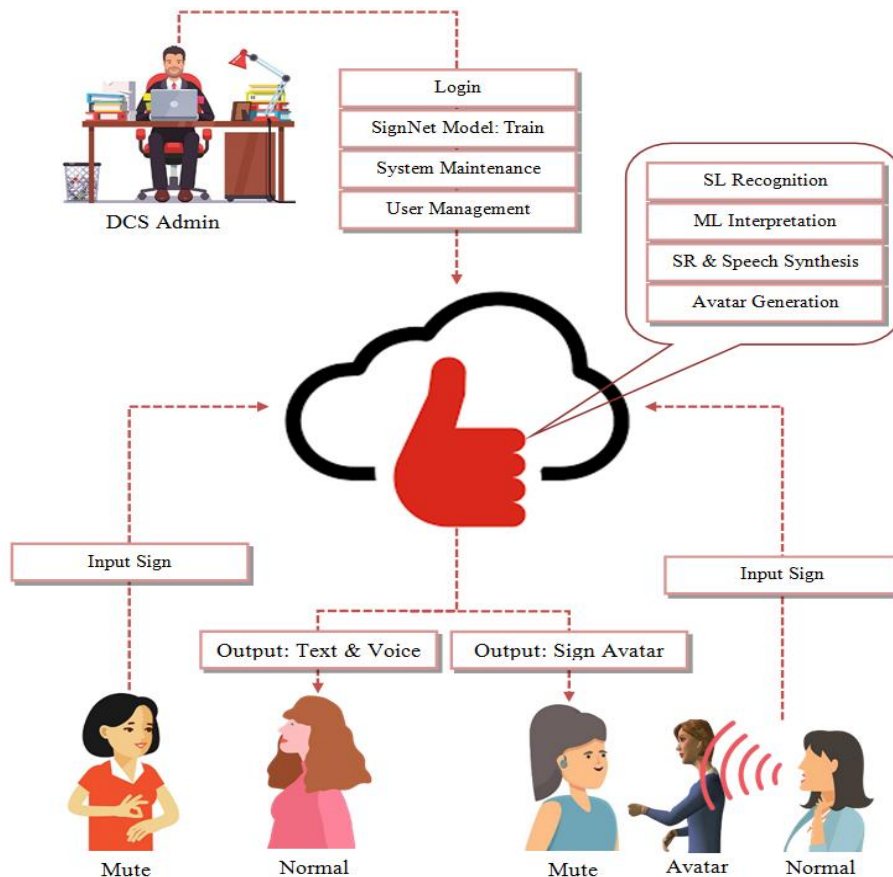 Login
SignNet Model: Train
System Maintenance
User Management
DCS Admin
SL Recognition
ML Interpretation
SR & Speech Synthesis
Avatar Generation
Input Sign
Input Sign
Output: Text & Voice
Output: Sign Avatar
Mute
Normal
Mute
Avatar
Normal